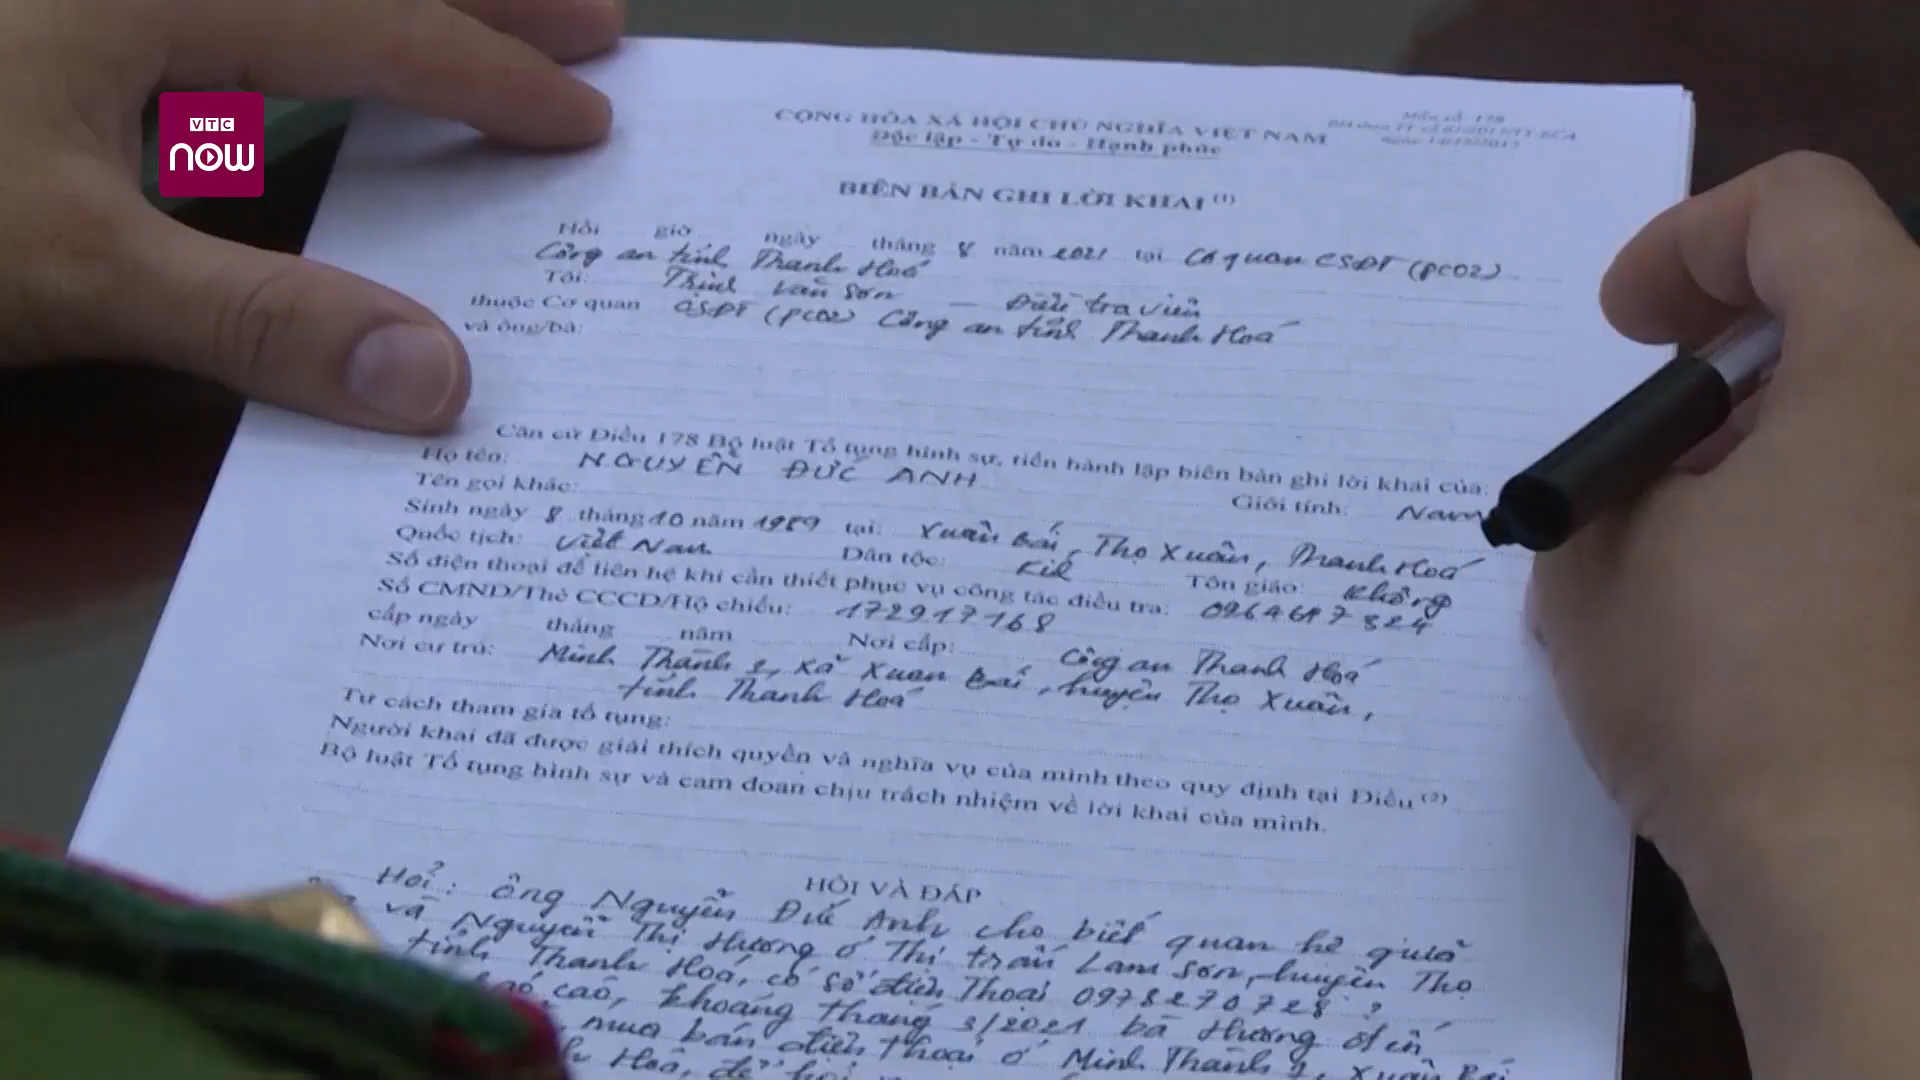 VTC
now
CỘNG HÒA XÃ HỘI CHỦ NGHĨA VIỆT NAM
Mẫu số: 178
Độc lập - Tự do - Hạnh phúc
BIÊN BẢN GHI LỜI KHAI (1)
Hồi giờ ngày tháng 8 năm 2021 tại Cơ quan CSĐT (PC02)
Công an tỉnh Thanh Hoá
Tôi: Trịnh Văn Sơn - Điều tra viên
thuộc Cơ quan CSĐT (PC02) Công an tỉnh Thanh Hoá
và ông/bà:
Căn cứ Điều 178 Bộ luật Tố tụng hình sự, tiến hành lập biên bản ghi lời khai của:
Họ tên: NGUYỄN ĐỨC ANH
Tên gọi khác: Giới tính: Nam
Sinh ngày 8 tháng 10 năm 1989 tại: Xuân Bái, Thọ Xuân, Thanh Hoá
Quốc tịch: Việt Nam Dân tộc: Kinh Tôn giáo: Không
Số điện thoại để liên hệ khi cần thiết phục vụ công tác điều tra:
Số CMND/Thẻ CCCD/Hộ chiếu: 172917168
cấp ngày tháng năm Nơi cấp: Công an Thanh Hoá
Nơi cư trú: Minh Thành 1, xã Xuân Bái, huyện Thọ Xuân,
tỉnh Thanh Hoá
Tư cách tham gia tố tụng:
Người khai đã được giải thích quyền và nghĩa vụ của mình theo quy định tại Điều (2)
Bộ luật Tố tụng hình sự và cam đoan chịu trách nhiệm về lời khai của mình.
HỎI VÀ ĐÁP
Hỏi: Ông Nguyễn Đức Anh cho biết quan hệ giữa
và Nguyễn Thị Hương ở Thị trấn Lam Sơn, huyện Thọ
tỉnh Thanh Hoá, có số điện thoại 0978270728?
cáo, khoảng tháng 3/2021 bà Hương đến
mua bán điện thoại ở Minh Thành 1, Xuân Bái
Hoá, để hỏi